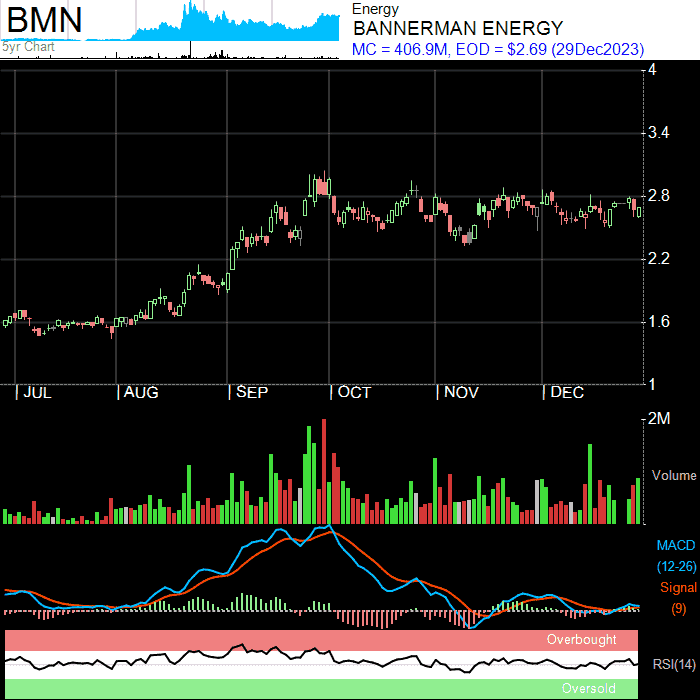 BMN
5yr Chart
Energy
BANNERMAN ENERGY
MC = 406.9M, EOD = $2.69 (29Dec2023)
4
3.4
2.8
2.2
1.6
1
JUL AUG SEP OCT NOV DEC
2M
Volume
MACD
(12-26)
Signal
(9)
Overbought
RSI(14)
Oversold